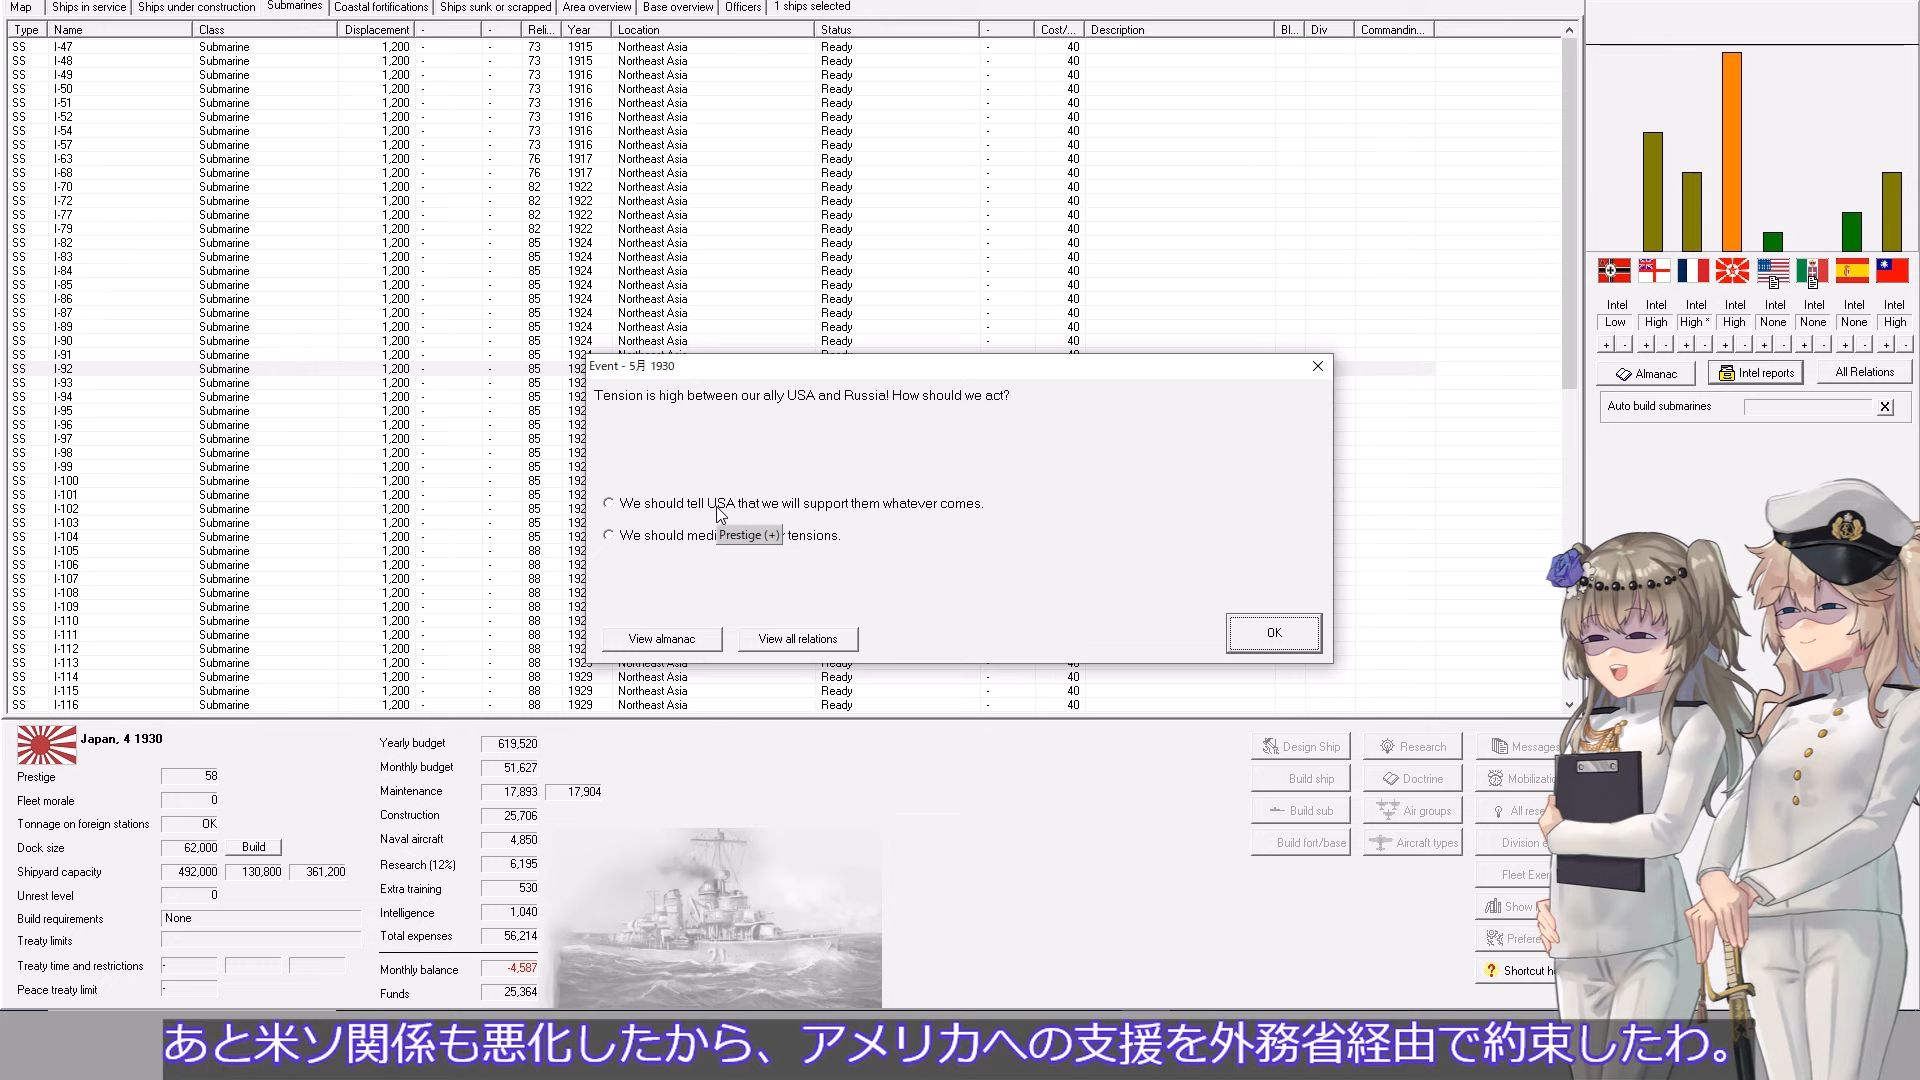 Map Ships in service Ships under construction Submarines Coastal fortifications Ships sunk or scrapped Area overview Base overview Officers 1 ships selected
Type Name Class Displacement - - Reli... Year Location Status - Cost/... Description Bl... Div Commandin...
SS I-47 Submarine 1,200 - - 73 1915 Northeast Asia Ready - 40
SS I-48 Submarine 1,200 - - 73 1915 Northeast Asia Ready - 40
SS I-49 Submarine 1,200 - - 73 1916 Northeast Asia Ready - 40
SS I-50 Submarine 1,200 - - 73 1916 Northeast Asia Ready - 40
SS I-51 Submarine 1,200 - - 73 1916 Northeast Asia Ready - 40
SS I-52 Submarine 1,200 - - 73 1916 Northeast Asia Ready - 40
SS I-54 Submarine 1,200 - - 73 1916 Northeast Asia Ready - 40
SS I-57 Submarine 1,200 - - 73 1916 Northeast Asia Ready - 40
SS I-63 Submarine 1,200 - - 76 1917 Northeast Asia Ready - 40
SS I-68 Submarine 1,200 - - 76 1917 Northeast Asia Ready - 40
SS I-70 Submarine 1,200 - - 82 1922 Northeast Asia Ready - 40
SS I-72 Submarine 1,200 - - 82 1922 Northeast Asia Ready - 40
SS I-77 Submarine 1,200 - - 82 1922 Northeast Asia Ready - 40
SS I-79 Submarine 1,200 - - 82 1922 Northeast Asia Ready - 40
SS I-82 Submarine 1,200 - - 85 1924 Northeast Asia Ready - 40
SS I-83 Submarine 1,200 - - 85 1924 Northeast Asia Ready - 40
SS I-84 Submarine 1,200 - - 85 1924 Northeast Asia Ready - 40
SS I-85 Submarine 1,200 - - 85 1924 Northeast Asia Ready - 40
SS I-86 Submarine 1,200 - - 85 1924 Northeast Asia Ready - 40
SS I-87 Submarine 1,200 - - 85 1924 Northeast Asia Ready - 40
SS I-89 Submarine 1,200 - - 85 1924 Northeast Asia Ready - 40
SS I-90 Submarine 1,200 - - 85 1924 Northeast Asia Ready - 40
SS I-91 Submarine 1,200 - - 85
SS I-92 Submarine 1,200 - - 85 192
SS I-93 Submarine 1,200 - - 85 192
SS I-94 Submarine 1,200 - - 85 192
SS I-95 Submarine 1,200 - - 85 192
SS I-96 Submarine 1,200 - - 85 192
SS I-97 Submarine 1,200 - - 85 192
SS I-98 Submarine 1,200 - - 85 192
SS I-99 Submarine 1,200 - - 85 192
SS I-100 Submarine 1,200 - - 85 192
SS I-101 Submarine 1,200 - - 85 192
SS I-102 Submarine 1,200 - - 85 192
SS I-103 Submarine 1,200 - - 85 192
SS I-104 Submarine 1,200 - - 85 192
SS I-105 Submarine 1,200 - - 88 192
SS I-106 Submarine 1,200 - - 88 192
SS I-107 Submarine 1,200 - - 88 192
SS I-108 Submarine 1,200 - - 88 192
SS I-109 Submarine 1,200 - - 88 192
SS I-110 Submarine 1,200 - - 88 192
SS I-111 Submarine 1,200 - - 88 192
SS I-112 Submarine 1,200 - - 88 192
SS I-113 Submarine 1,200 - - 88
SS I-114 Submarine 1,200 - - 88 1929 Northeast Asia Ready - 40
SS I-115 Submarine 1,200 - - 88 1929 Northeast Asia Ready - 40
SS I-116 Submarine 1,200 - - 88 1929 Northeast Asia Ready - 40
Event - 5月 1930
Tension is high between our ally USA and Russia! How should we act?
We should tell USA that we will support them whatever comes.
We should medi
Prestige (+)
tensions.
View almanac View all relations OK
Intel Intel Intel Intel Intel Intel Intel Intel
Low High High * High None None None High
+ - + - + - + - + - + - + - + -
Almanac Intel reports All Relations
Auto build submarines X
Japan, 4 1930
Prestige 58
Fleet morale 0
Tonnage on foreign stations OK
Dock size 62,000 Build
Shipyard capacity 492,000 130,800 361,200
Unrest level 0
Build requirements None
Treaty limits
Treaty time and restrictions -
Peace treaty limit -
Yearly budget 619,520
Monthly budget 51,627
Maintenance 17,893 17,904
Construction 25,706
Naval aircraft 4,850
Research (12%) 6,195
Extra training 530
Intelligence 1,040
Total expenses 56,214
Monthly balance -4,587
Funds 25,364
Design Ship Research Messages
Build ship Doctrine Mobilizatio
Build sub Air groups All rese
Build fort/base Aircraft types Division e
Fleet Exer
Show
Prefere
? Shortcut h
あと米ソ関係も悪化したから、アメリカへの支援を外務省経由で約束したわ。